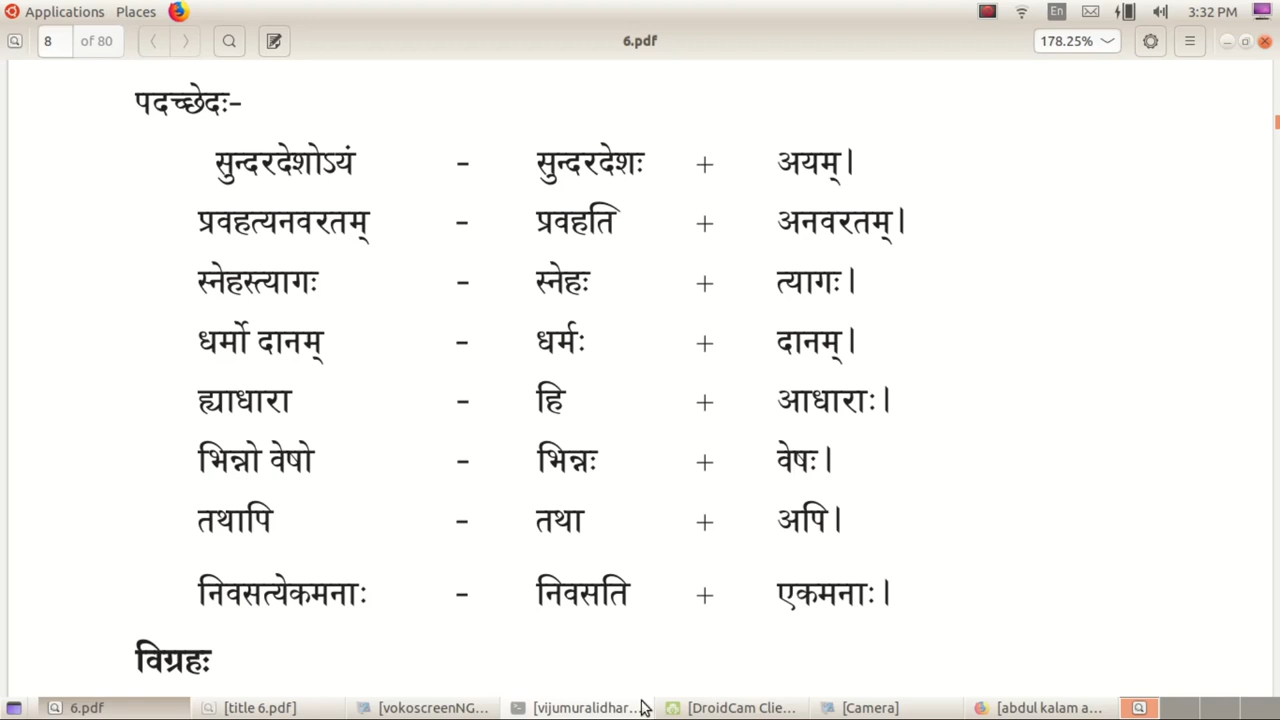 Applications Places En 3:32 PM
8 of 80 6.pdf 178.25%
पदच्छेदः-
सुन्दरदेशोऽयं - सुन्दरदेशः + अयम्।
प्रवहत्यनवरतम् - प्रवहति + अनवरतम्।
स्नेहस्त्यागः - स्नेहः + त्यागः।
धर्मो दानम् - धर्मः + दानम्।
ह्याधारा - हि + आधाराः।
भिन्नो वेषो - भिन्नः + वेषः।
तथापि - तथा + अपि।
निवसत्येकमनाः - निवसति + एकमनाः।
विग्रहः
6.pdf [title 6.pdf] [vokoscreenNG... [vijumuralidhar... [DroidCam Clie... [Camera] [abdul kalam a...